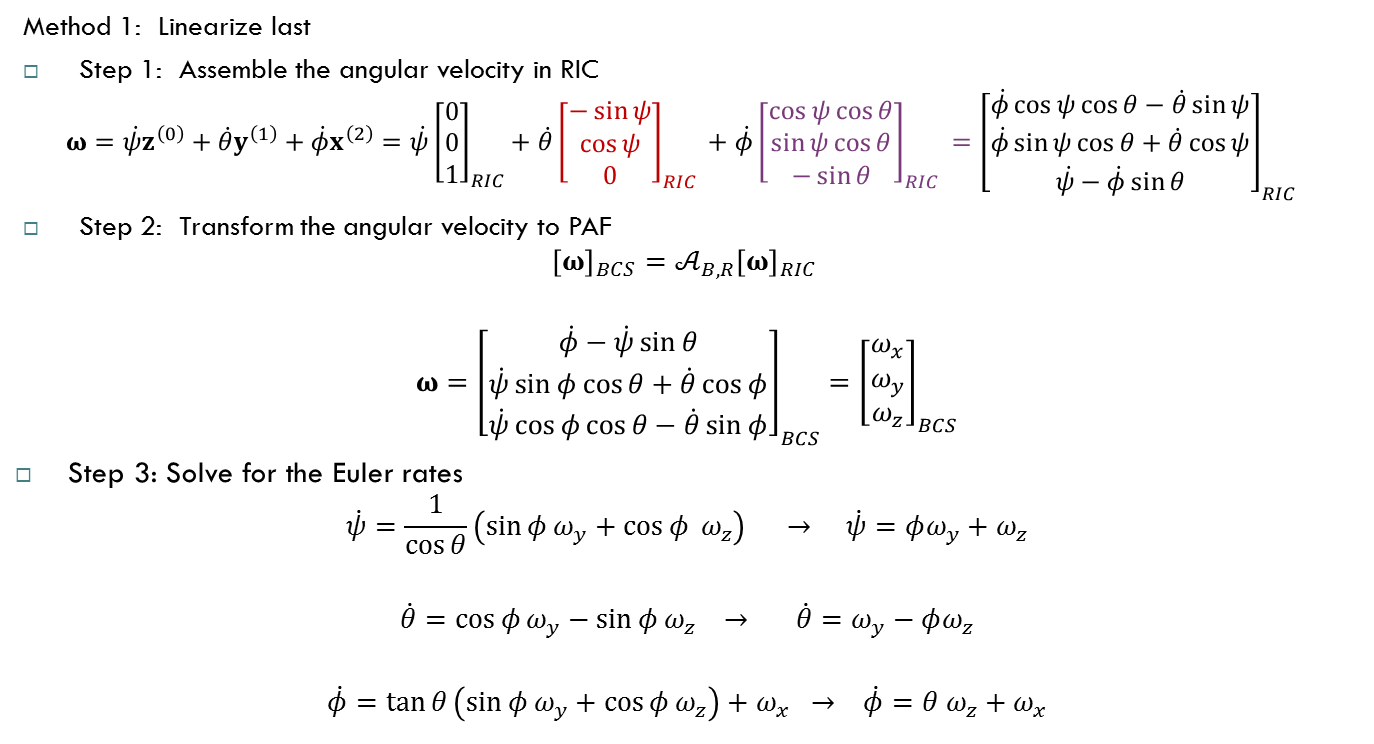 Method 1: Linearize last
□ Step 1: Assemble the angular velocity in RIC
𝛚 = ψ̇𝐳⁽⁰⁾ + θ̇𝐲⁽¹⁾ + ϕ̇𝐱⁽²⁾ = ψ̇ [0; 0; 1]_RIC + θ̇ [− sin ψ; cos ψ; 0]_RIC + ϕ̇ [cos ψ cos θ; sin ψ cos θ; − sin θ]_RIC = [ϕ̇ cos ψ cos θ − θ̇ sin ψ; ϕ̇ sin ψ cos θ + θ̇ cos ψ; ψ̇ − ϕ̇ sin θ]_RIC
□ Step 2: Transform the angular velocity to PAF
[𝛚]_BCS = 𝒜_B,R[𝛚]_RIC
𝛚 = [ϕ̇ − ψ̇ sin θ; ψ̇ sin ϕ cos θ + θ̇ cos ϕ; ψ̇ cos ϕ cos θ − θ̇ sin ϕ]_BCS = [ω_x; ω_y; ω_z]_BCS
□ Step 3: Solve for the Euler rates
ψ̇ = 1/cos θ (sin ϕ ω_y + cos ϕ ω_z) → ψ̇ = ϕω_y + ω_z
θ̇ = cos ϕ ω_y − sin ϕ ω_z → θ̇ = ω_y − ϕω_z
ϕ̇ = tan θ (sin ϕ ω_y + cos ϕ ω_z) + ω_x → ϕ̇ = θ ω_z + ω_x